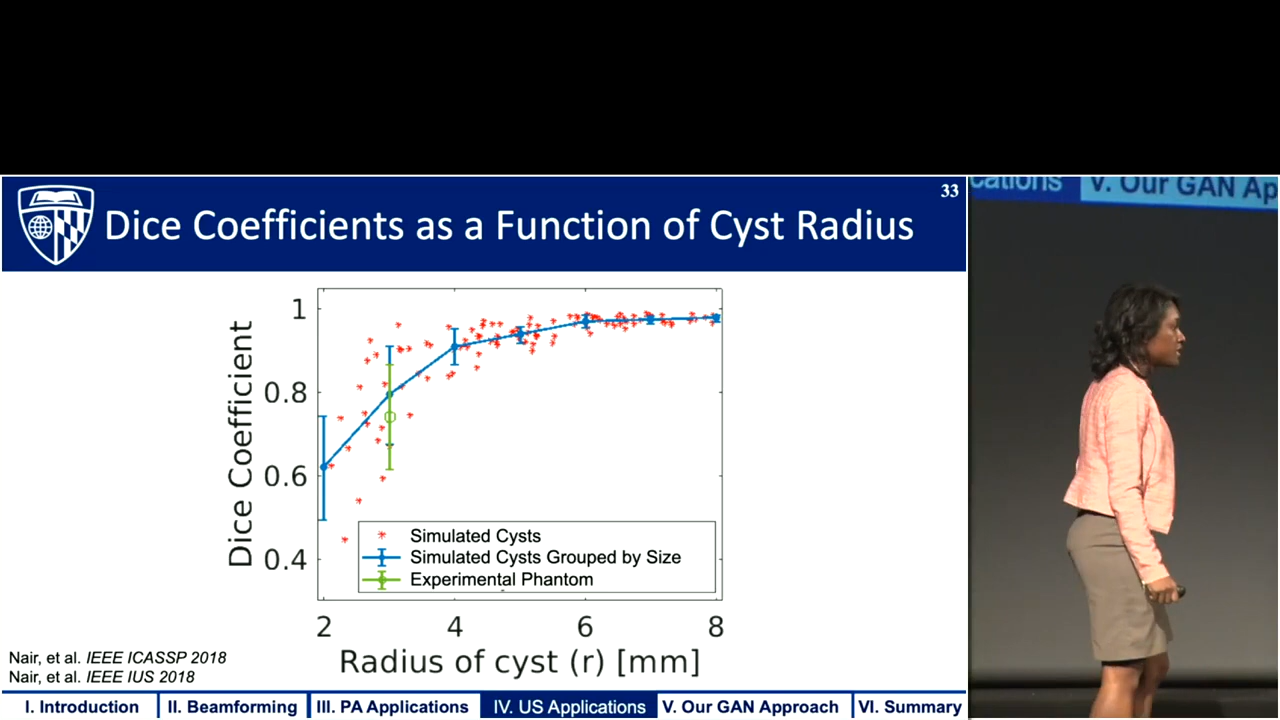 33
Dice Coefficients as a Function of Cyst Radius
cations V. Our GAN Ap
Dice Coefficient
1
0.8
0.6
0.4
Simulated Cysts
Simulated Cysts Grouped by Size
Experimental Phantom
2 4 6 8
Radius of cyst (r) [mm]
Nair, et al. IEEE ICASSP 2018
Nair, et al. IEEE IUS 2018
I. Introduction II. Beamforming III. PA Applications IV. US Applications V. Our GAN Approach VI. Summary